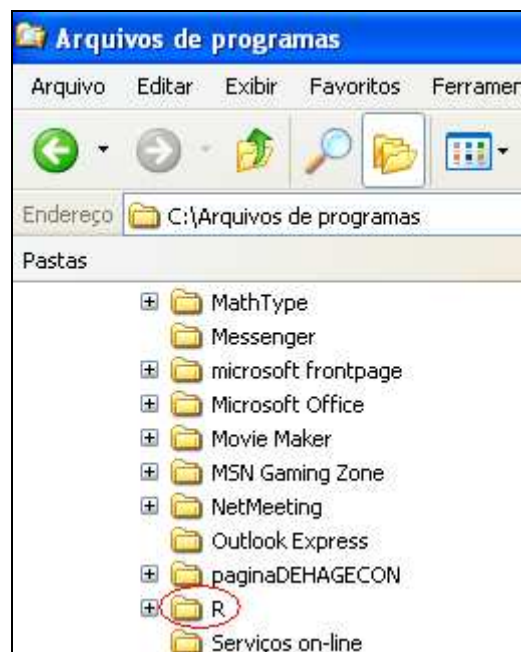 Arquivos de programas
Arquivo Editar Exibir Favoritos
Endereço C:\Arquivos de programas
Pastas
MathType
Messenger
microsoft frontpage
Microsoft Office
Movie Maker
MSN Gaming Zone
NetMeeting
Outlook Express
paginaDEHAGECON
R
Serviços on-line